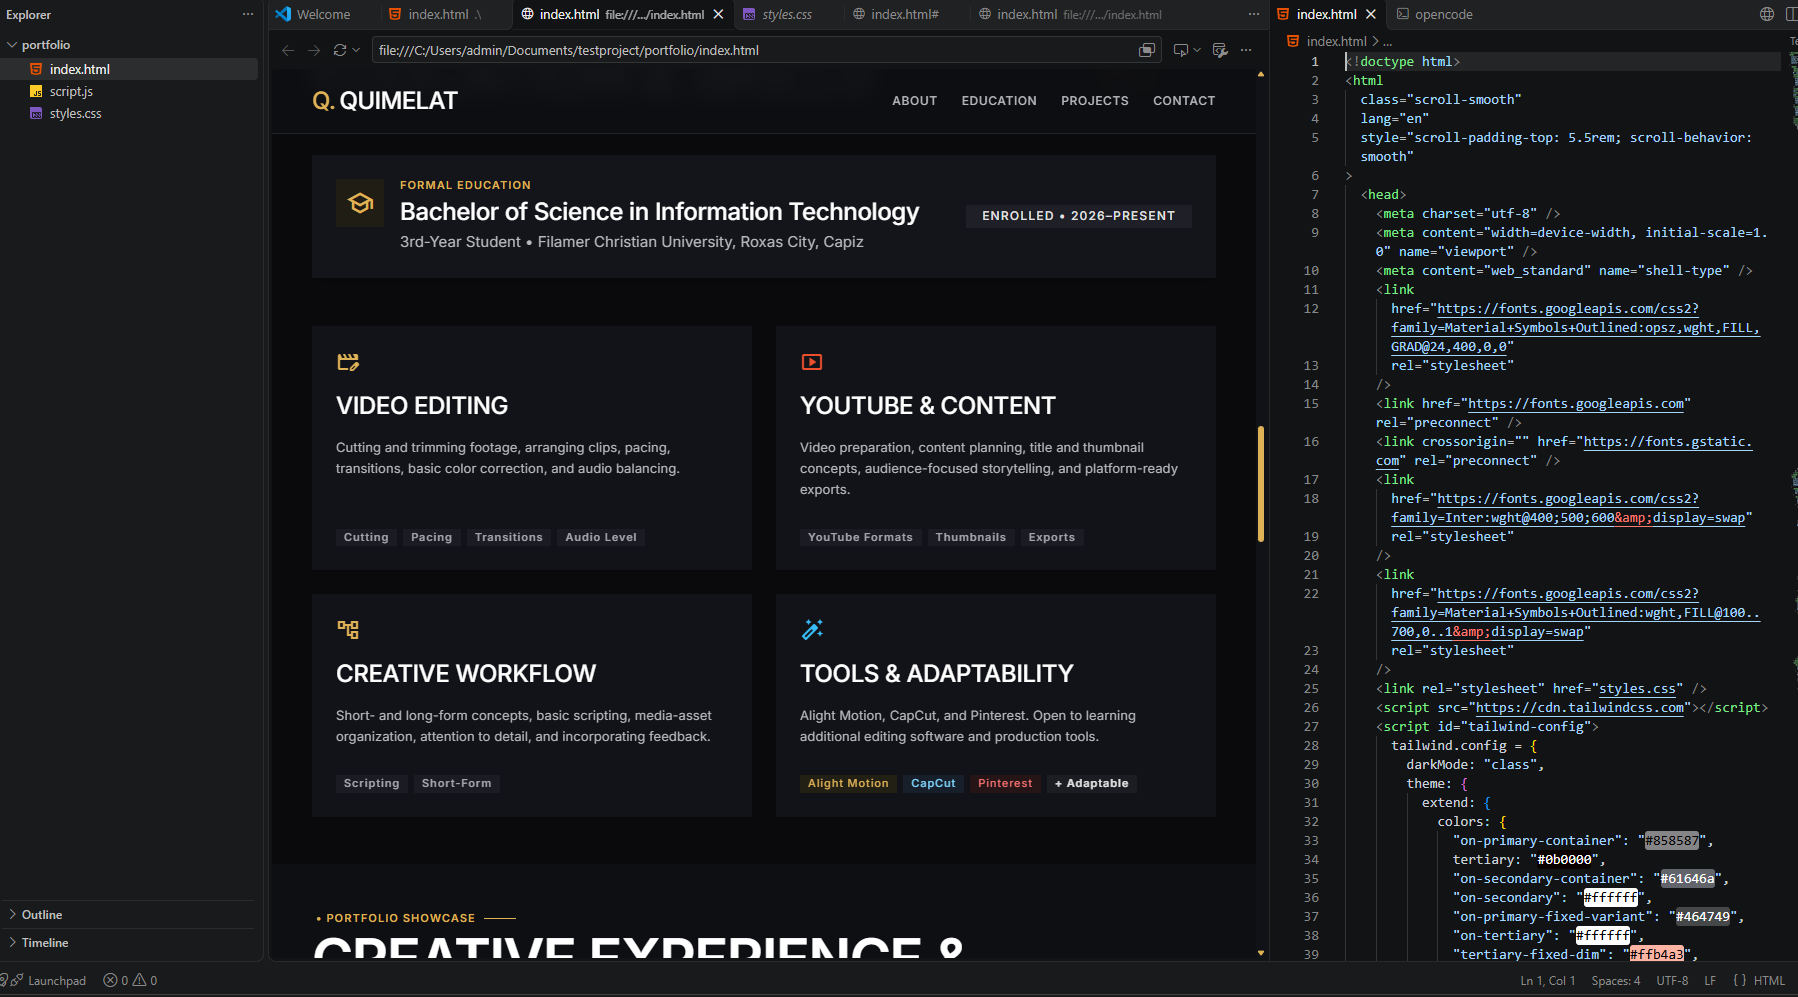 Explorer
portfolio
index.html
script.js
styles.css
Outline
Timeline
Launchpad
0
0
Welcome
index.html .\
index.html file:///.../index.html
styles.css
index.html#
index.html file:///.../index.html
file:///C:/Users/admin/Documents/testproject/portfolio/index.html
Q. QUIMELAT
ABOUT
EDUCATION
PROJECTS
CONTACT
FORMAL EDUCATION
Bachelor of Science in Information Technology
3rd-Year Student • Filamer Christian University, Roxas City, Capiz
ENROLLED • 2026–PRESENT
VIDEO EDITING
Cutting and trimming footage, arranging clips, pacing,
transitions, basic color correction, and audio balancing.
Cutting
Pacing
Transitions
Audio Level
YOUTUBE & CONTENT
Video preparation, content planning, title and thumbnail
concepts, audience-focused storytelling, and platform-ready
exports.
YouTube Formats
Thumbnails
Exports
CREATIVE WORKFLOW
Short- and long-form concepts, basic scripting, media-asset
organization, attention to detail, and incorporating feedback.
Scripting
Short-Form
TOOLS & ADAPTABILITY
Alight Motion, CapCut, and Pinterest. Open to learning
additional editing software and production tools.
Alight Motion
CapCut
Pinterest
+ Adaptable
• PORTFOLIO SHOWCASE
CREATIVE EXPERIENCE &
index.html
opencode
index.html > ...
1 <!doctype html>
2 <html
3 class="scroll-smooth"
4 lang="en"
5 style="scroll-padding-top: 5.5rem; scroll-behavior:
smooth"
6 >
7 <head>
8 <meta charset="utf-8" />
9 <meta content="width=device-width, initial-scale=1.
0" name="viewport" />
10 <meta content="web_standard" name="shell-type" />
11 <link
12 href="https://fonts.googleapis.com/css2?
family=Material+Symbols+Outlined:opsz,wght,FILL,
GRAD@24,400,0,0"
13 rel="stylesheet"
14 />
15 <link href="https://fonts.googleapis.com"
rel="preconnect" />
16 <link crossorigin="" href="https://fonts.gstatic.
com" rel="preconnect" />
17 <link
18 href="https://fonts.googleapis.com/css2?
family=Inter:wght@400;500;600&amp;display=swap"
19 rel="stylesheet"
20 />
21 <link
22 href="https://fonts.googleapis.com/css2?
family=Material+Symbols+Outlined:wght,FILL@100..
700,0..1&amp;display=swap"
23 rel="stylesheet"
24 />
25 <link rel="stylesheet" href="styles.css" />
26 <script src="https://cdn.tailwindcss.com"></script>
27 <script id="tailwind-config">
28 tailwind.config = {
29 darkMode: "class",
30 theme: {
31 extend: {
32 colors: {
33 "on-primary-container": "#858587",
34 tertiary: "#0b0000",
35 "on-secondary-container": "#61646a",
36 "on-secondary": "#ffffff",
37 "on-primary-fixed-variant": "#464749",
38 "on-tertiary": "#ffffff",
39 "tertiary-fixed-dim": "#ffb4a3",
Ln 1, Col 1
Spaces: 4
UTF-8
LF
{ } HTML